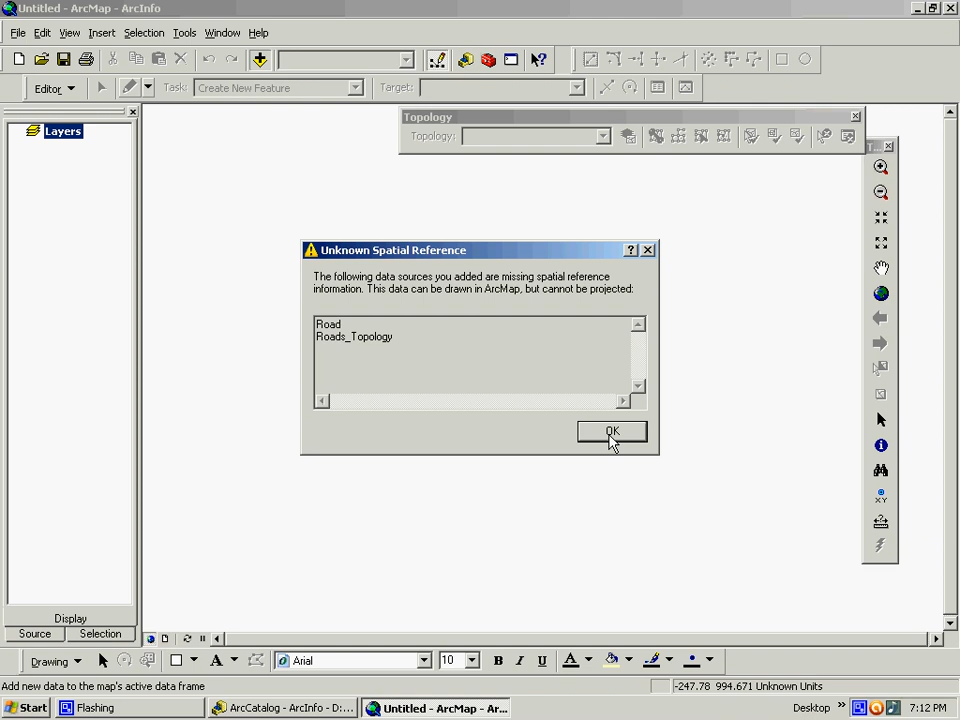 Untitled - ArcMap - ArcInfo
File Edit View Insert Selection Tools Window Help
Editor Task: Create New Feature Target:
Layers
Topology
Topology:
T...
Unknown Spatial Reference
The following data sources you added are missing spatial reference
information. This data can be drawn in ArcMap, but cannot be projected:
Road
Roads_Topology
OK
XY
Display
Source Selection
Drawing A Arial 10 B I U A
Add new data to the map's active data frame -247.78 994.671 Unknown Units
Start Flashing ArcCatalog - ArcInfo - D:... Untitled - ArcMap - Ar... Desktop » 7:12 PM